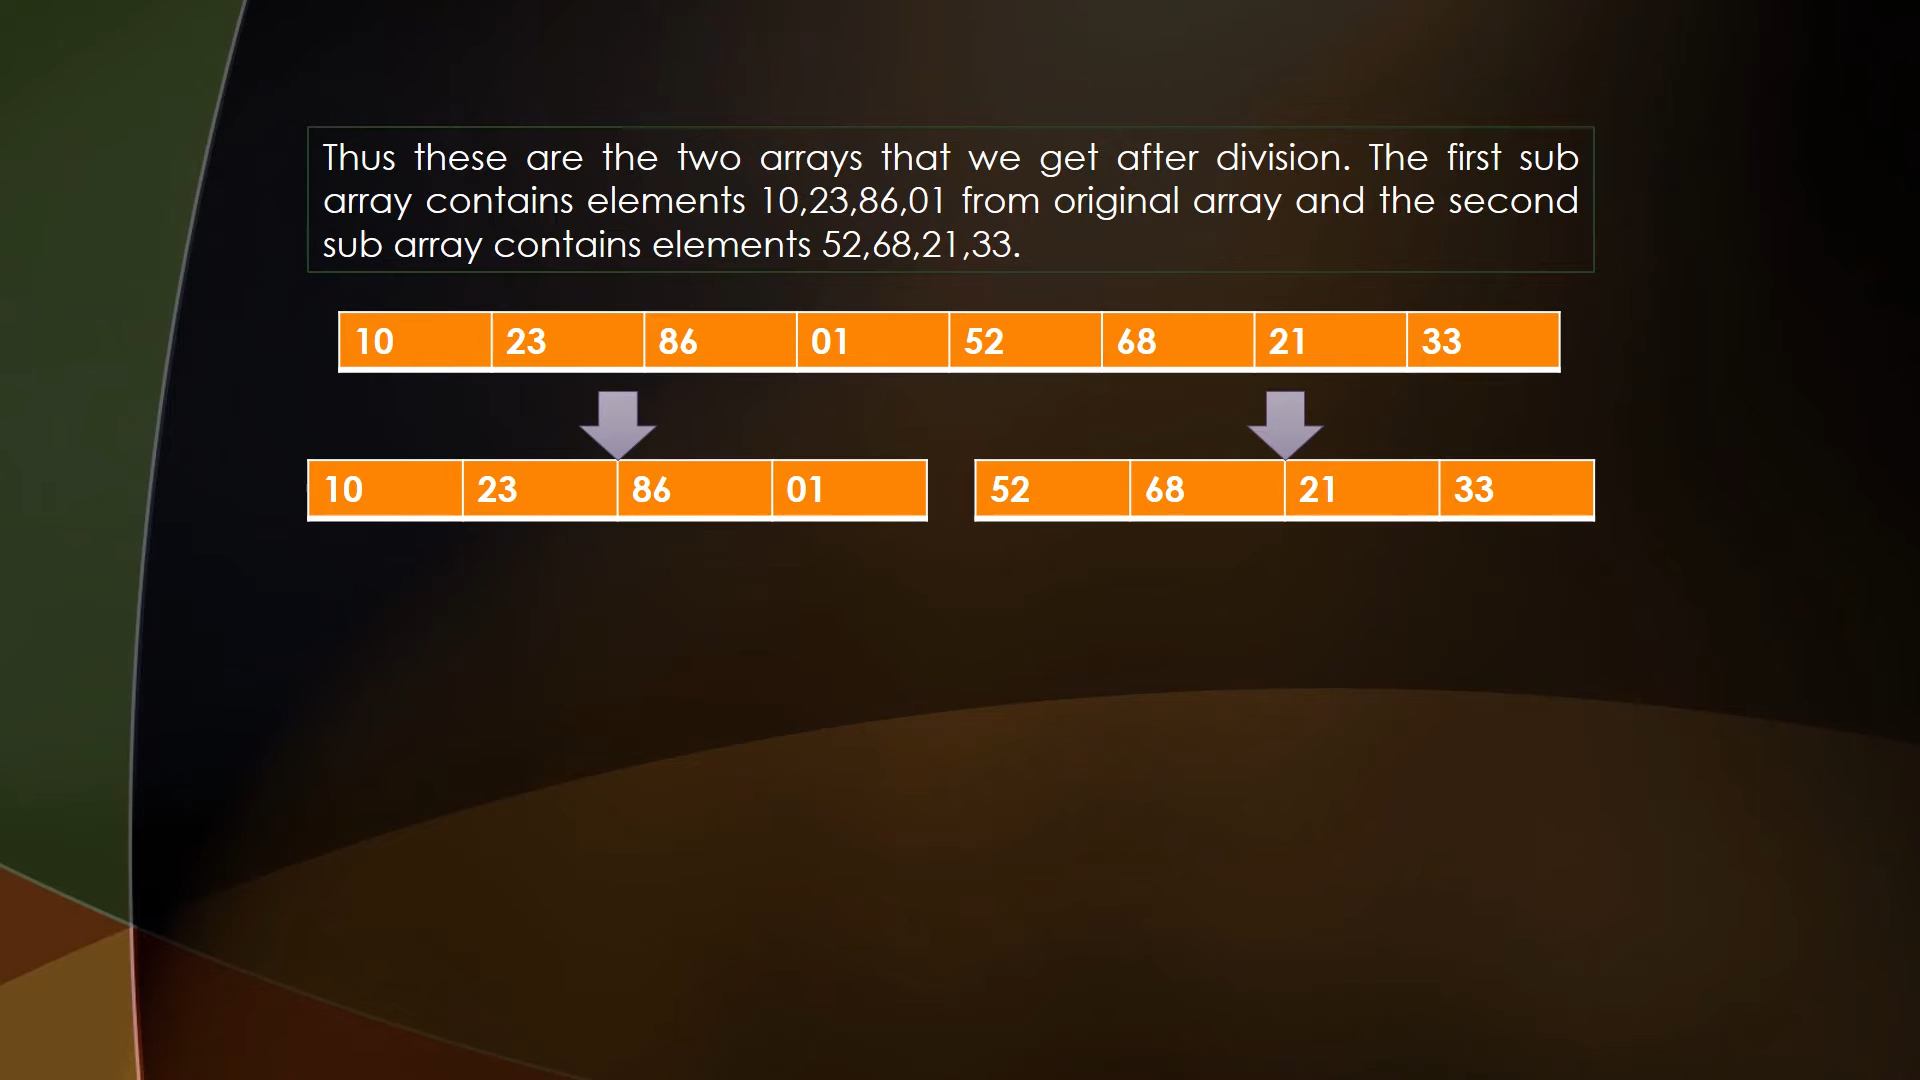 Thus these are the two arrays that we get after division. The first sub
array contains elements 10,23,86,01 from original array and the second
sub array contains elements 52,68,21,33.
10 23 86 01 52 68 21 33
10 23 86 01 52 68 21 33